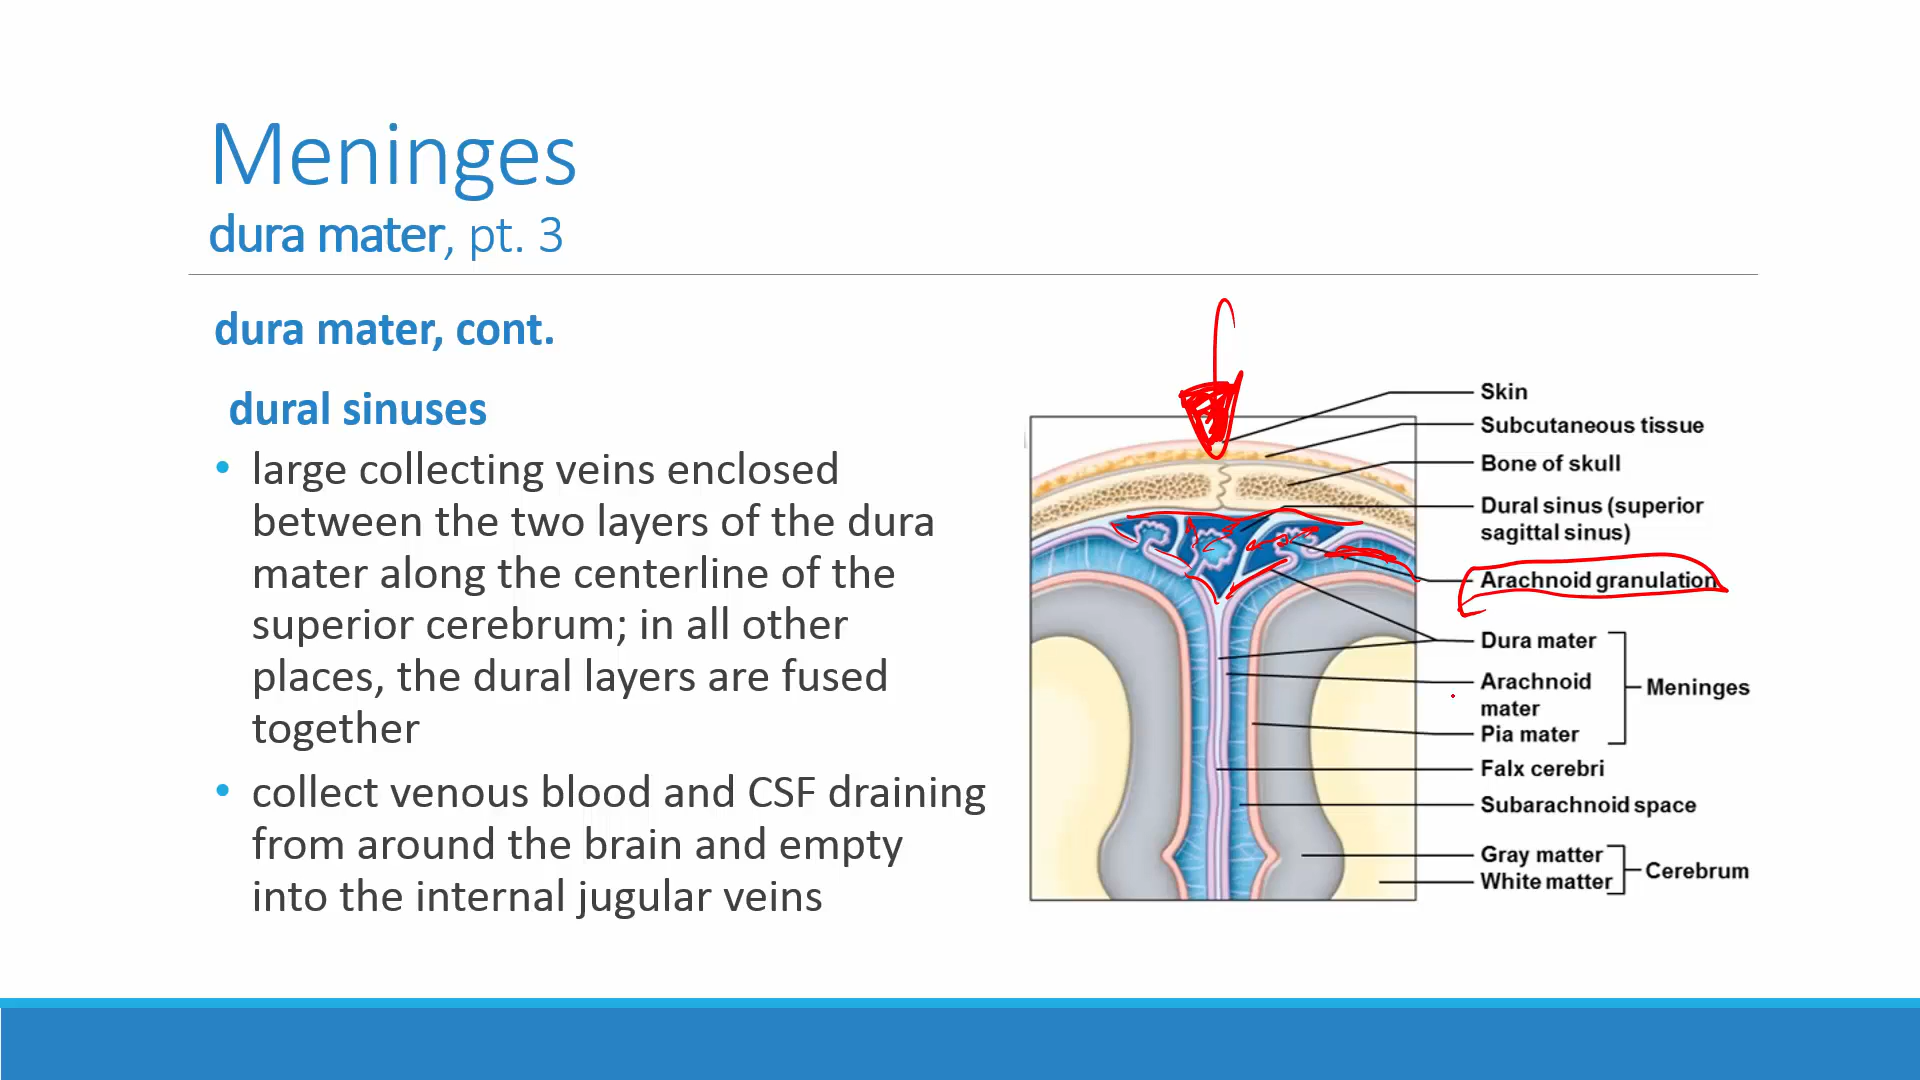 Meninges
dura mater, pt. 3
dura mater, cont.
dural sinuses
• large collecting veins enclosed
between the two layers of the dura
mater along the centerline of the
superior cerebrum; in all other
places, the dural layers are fused
together
• collect venous blood and CSF draining
from around the brain and empty
into the internal jugular veins
Skin
Subcutaneous tissue
Bone of skull
Dural sinus (superior
sagittal sinus)
Arachnoid granulation
Dura mater
Arachnoid
mater
Pia mater
Meninges
Falx cerebri
Subarachnoid space
Gray matter
White matter
Cerebrum